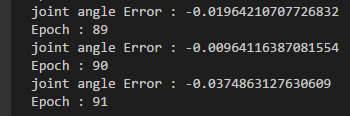 joint angle Error : -0.01964210707726832
Epoch : 89
joint angle Error : -0.00964116387081554
Epoch : 90
joint angle Error : -0.0374863127630609
Epoch : 91